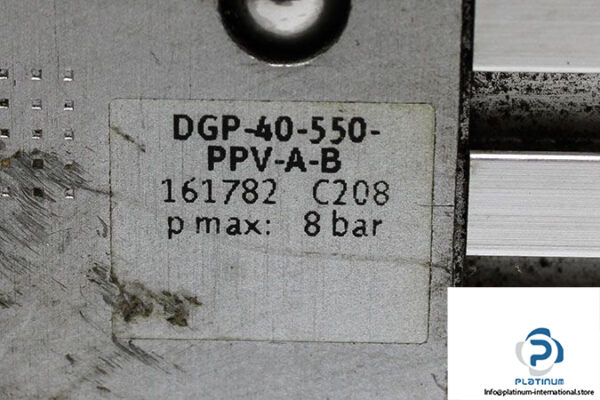 DGP-40-550-
PPV-A-B
161782 C208
p max: 8 bar
PLATINUM
Info@platinum-international.store